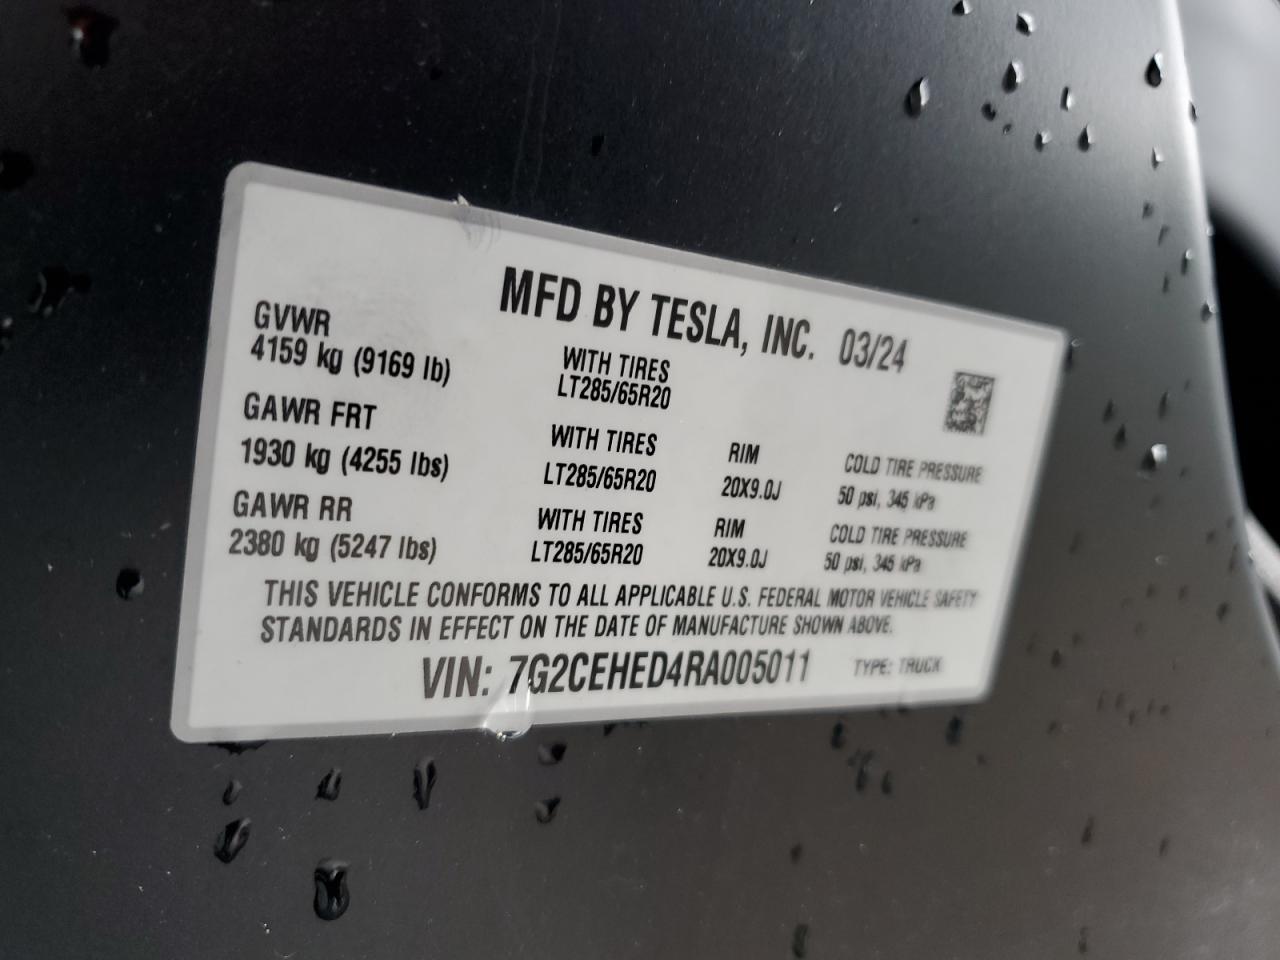 MFD BY TESLA, INC. 03/24
GVWR
4159 kg (9169 lb)
WITH TIRES
LT285/65R20
GAWR FRT
1930 kg (4255 lbs)
WITH TIRES
LT285/65R20
RIM
20X9.0J
COLD TIRE PRESSURE
50 psi, 345 kPa
GAWR RR
2380 kg (5247 lbs)
WITH TIRES
LT285/65R20
RIM
20X9.0J
COLD TIRE PRESSURE
50 psi, 345 kPa
THIS VEHICLE CONFORMS TO ALL APPLICABLE U.S. FEDERAL MOTOR VEHICLE SAFETY
STANDARDS IN EFFECT ON THE DATE OF MANUFACTURE SHOWN ABOVE.
VIN: 7G2CEHED4RA005011 TYPE: TRUCK